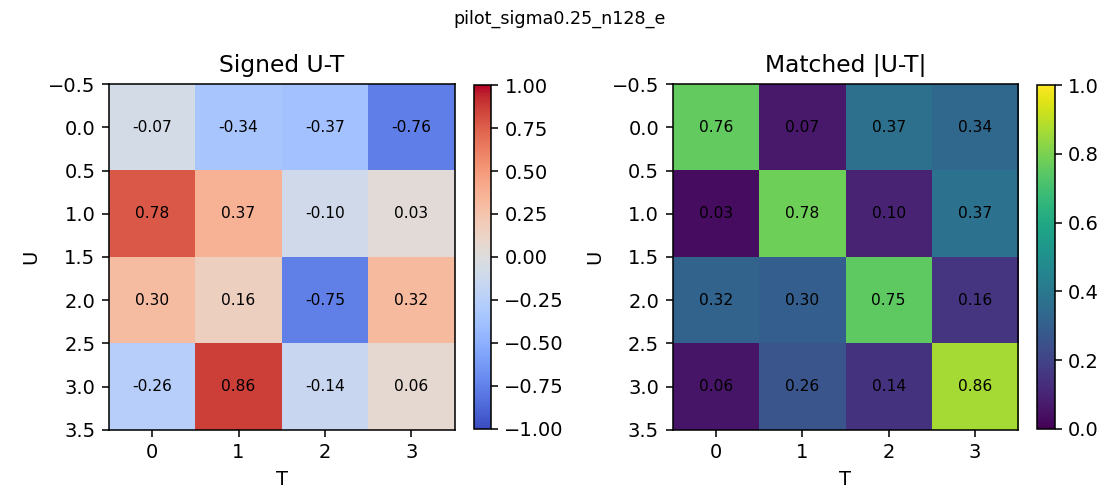 pilot_sigma0.25_n128_e
Signed U-T
−0.5
0.0
0.5
1.0
1.5
2.0
2.5
3.0
3.5
U
-0.07 -0.34 -0.37 -0.76
0.78 0.37 -0.10 0.03
0.30 0.16 -0.75 0.32
-0.26 0.86 -0.14 0.06
0 1 2 3
T
1.00
0.75
0.50
0.25
0.00
−0.25
−0.50
−0.75
−1.00
Matched |U-T|
−0.5
0.0
0.5
1.0
1.5
2.0
2.5
3.0
3.5
U
0.76 0.07 0.37 0.34
0.03 0.78 0.10 0.37
0.32 0.30 0.75 0.16
0.06 0.26 0.14 0.86
0 1 2 3
T
1.0
0.8
0.6
0.4
0.2
0.0